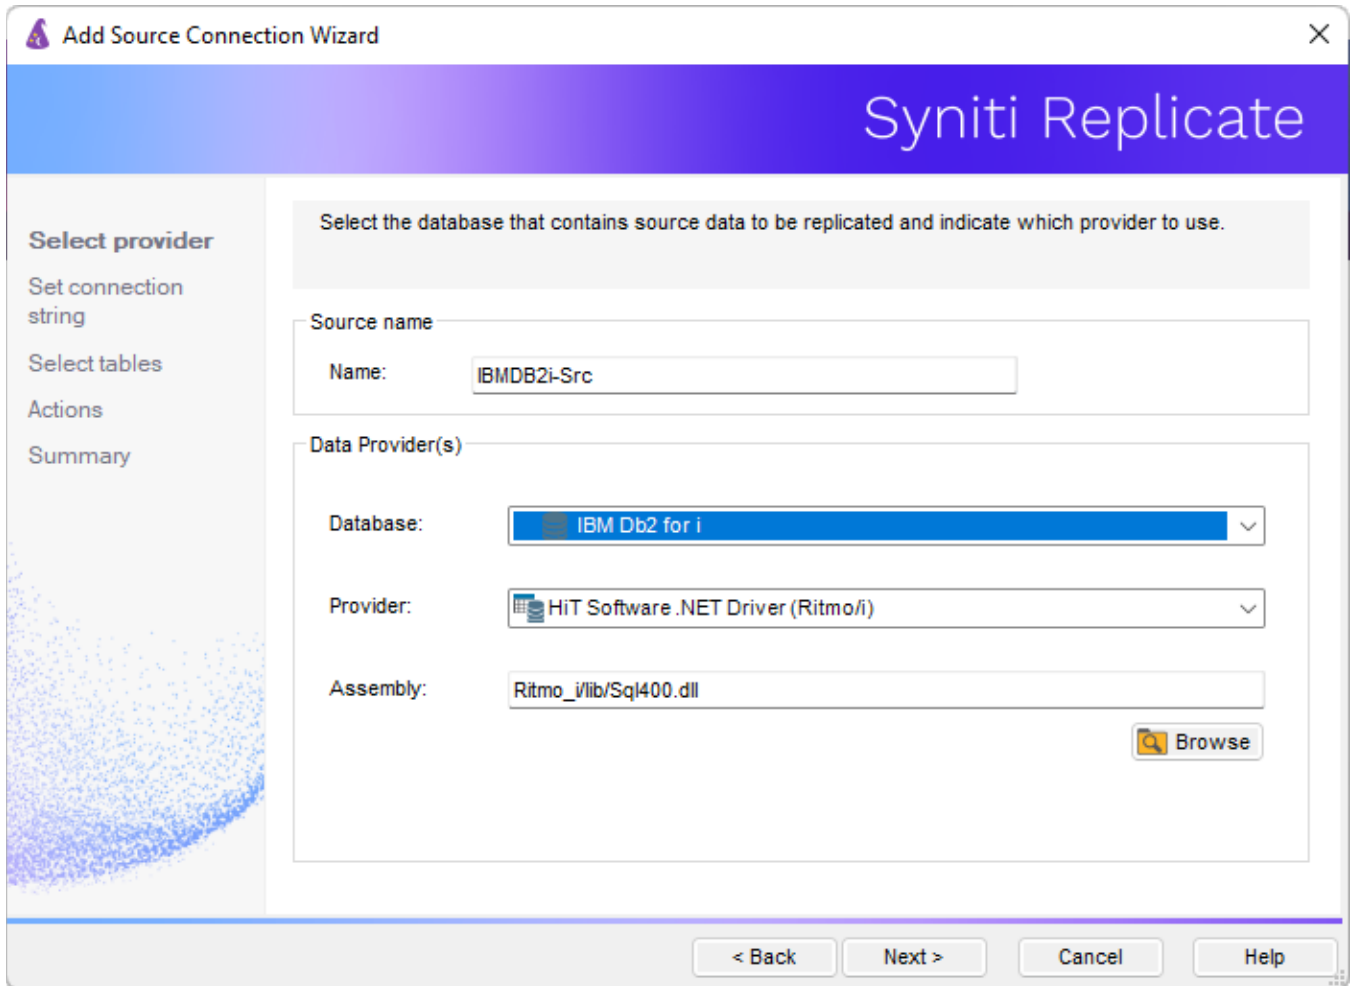 Add Source Connection Wizard
Syniti Replicate
Select provider
Set connection
string
Select tables
Actions
Summary
Select the database that contains source data to be replicated and indicate which provider to use.
Source name
Name:
IBMDB2i-Src
Data Provider(s)
Database:
IBM Db2 for i
Provider:
HiT Software .NET Driver (Ritmo/i)
Assembly:
Ritmo_i/lib/Sql400.dll
Browse
< Back
Next >
Cancel
Help